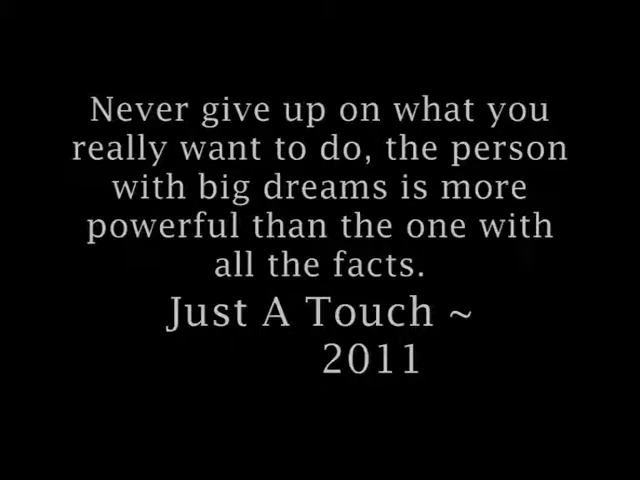 Never give up on what you
really want to do, the person
with big dreams is more
powerful than the one with
all the facts.
Just A Touch ~
2011